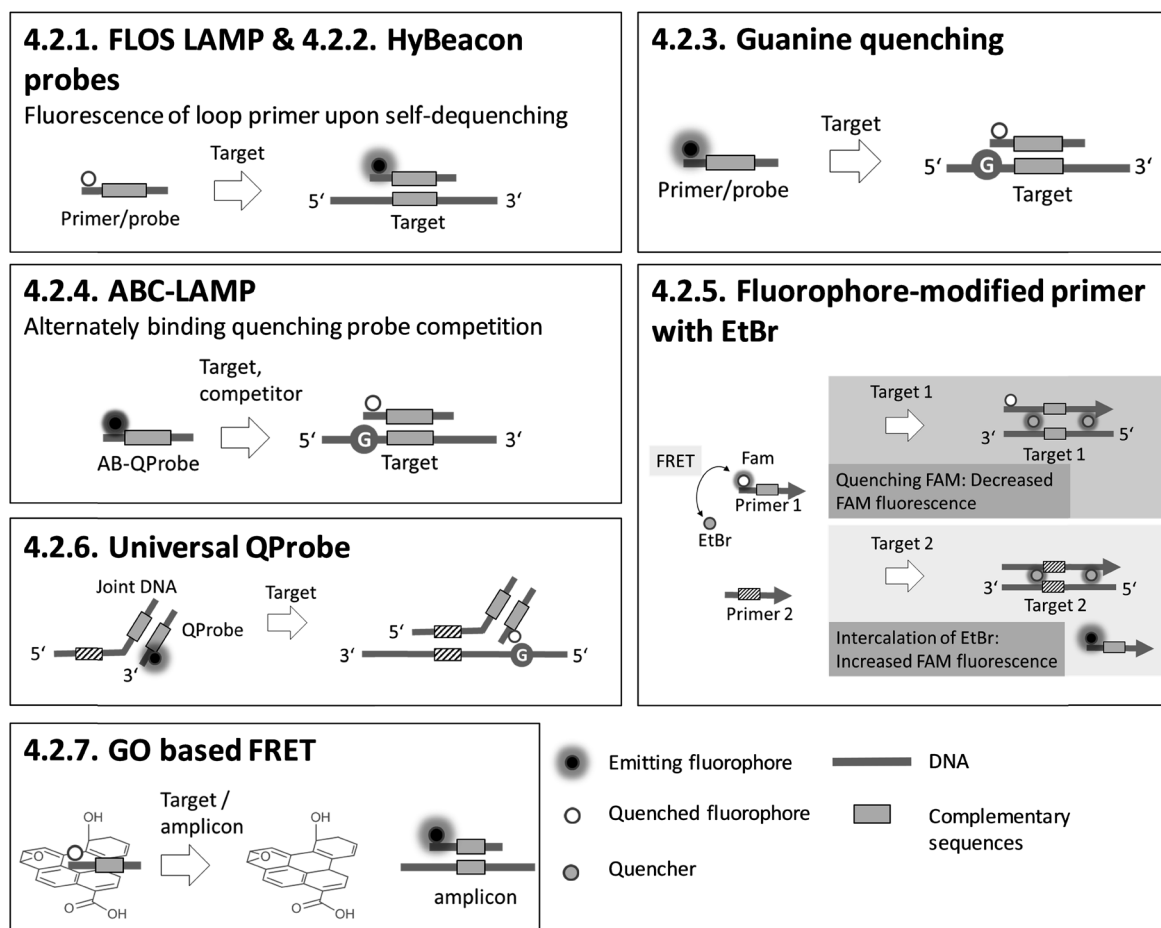 4.2.1. FLOS LAMP & 4.2.2. HyBeacon
probes
Fluorescence of loop primer upon self-dequenching
Target
Primer/probe
5‘
3‘
Target
4.2.3. Guanine quenching
Target
Primer/probe
5‘
G
3‘
Target
4.2.4. ABC-LAMP
Alternately binding quenching probe competition
Target,
competitor
AB-QProbe
5‘
G
3‘
Target
4.2.5. Fluorophore-modified primer
with EtBr
FRET
Fam
Primer 1
EtBr
Primer 2
Target 1
3‘
5‘
Target 1
Quenching FAM: Decreased
FAM fluorescence
Target 2
3‘
5‘
Target 2
Intercalation of EtBr:
Increased FAM fluorescence
4.2.6. Universal QProbe
Joint DNA
QProbe
5‘
3‘
Target
5‘
3‘
G
5‘
4.2.7. GO based FRET
Target /
amplicon
OH
O
O
OH
OH
O
O
OH
amplicon
Emitting fluorophore
Quenched fluorophore
Quencher
DNA
Complementary
sequences